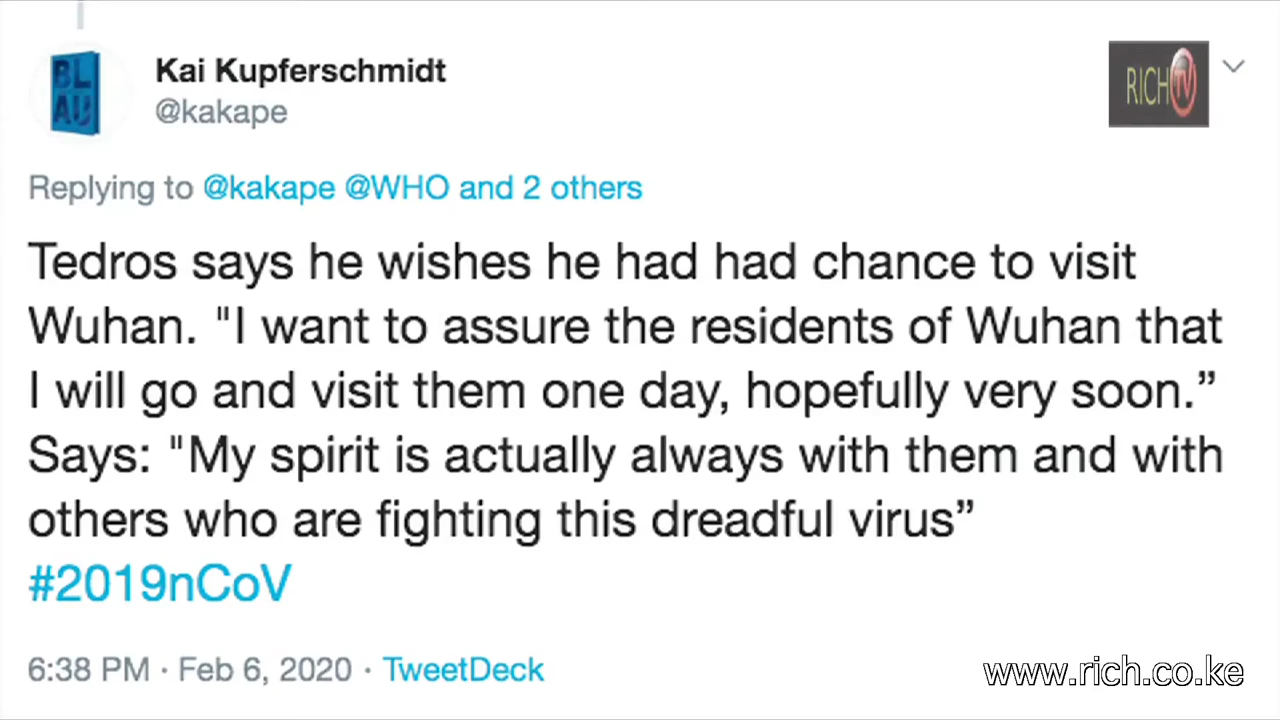 BL
AU
Kai Kupferschmidt
@kakape
RICH TV
Replying to @kakape @WHO and 2 others
Tedros says he wishes he had had chance to visit
Wuhan. "I want to assure the residents of Wuhan that
I will go and visit them one day, hopefully very soon.”
Says: "My spirit is actually always with them and with
others who are fighting this dreadful virus”
#2019nCoV
6:38 PM · Feb 6, 2020 · TweetDeck
www.rich.co.ke